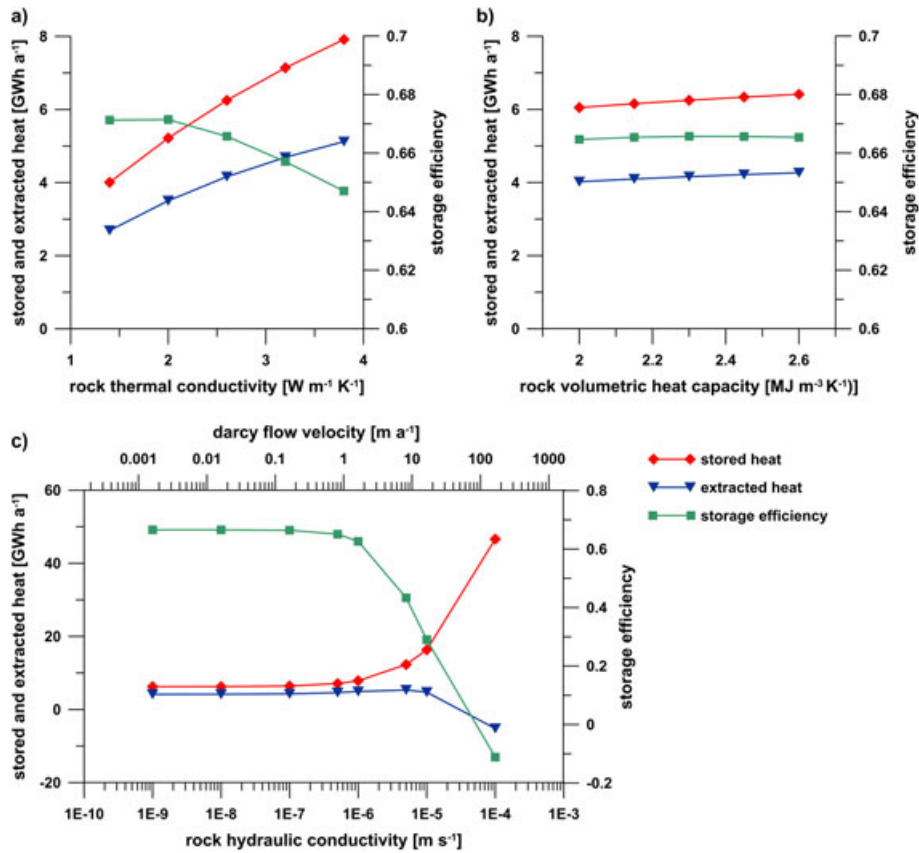 a)
stored and extracted heat [GWh a⁻¹]
8
6
4
2
0
0.7
0.68
0.66
0.64
0.62
0.6
storage efficiency
1
2
3
4
rock thermal conductivity [W m⁻¹ K⁻¹]
b)
stored and extracted heat [GWh a⁻¹]
8
6
4
2
0
0.7
0.68
0.66
0.64
0.62
0.6
storage efficiency
2
2.2
2.4
2.6
rock volumetric heat capacity [MJ m⁻³ K⁻¹)]
c)
darcy flow velocity [m a⁻¹]
0.001
0.01
0.1
1
10
100
1000
stored and extracted heat [GWh a⁻¹]
60
40
20
0
-20
0.8
0.6
0.4
0.2
0
-0.2
storage efficiency
1E-10
1E-9
1E-8
1E-7
1E-6
1E-5
1E-4
1E-3
rock hydraulic conductivity [m s⁻¹]
stored heat
extracted heat
storage efficiency